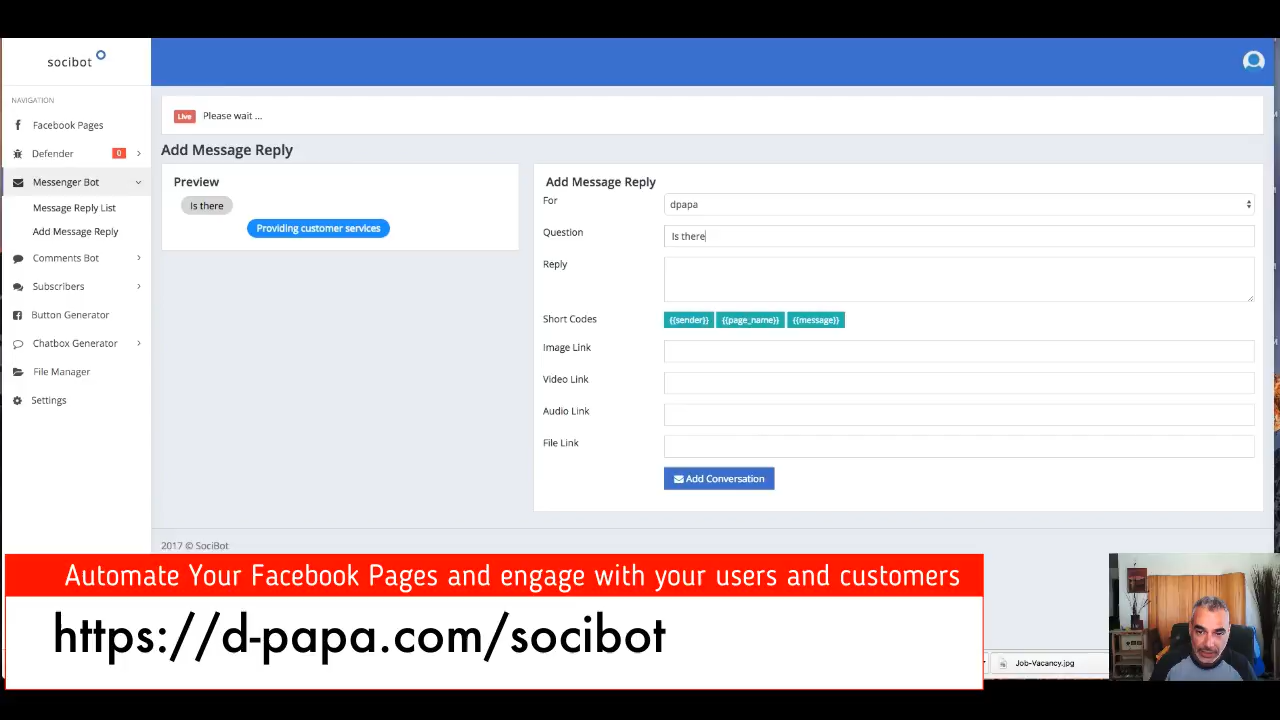 socibot
NAVIGATION
Facebook Pages
Defender 0
Messenger Bot
Message Reply List
Add Message Reply
Comments Bot
Subscribers
Button Generator
Chatbox Generator
File Manager
Settings
Live Please wait ...
Add Message Reply
Preview
Is there
Providing customer services
Add Message Reply
For dpapa
Question Is there
Reply
Short Codes {{sender}} {{page_name}} {{message}}
Image Link
Video Link
Audio Link
File Link
Add Conversation
2017 © SociBot
Automate Your Facebook Pages and engage with your users and customers
https://d-papa.com/socibot
Job-Vacancy.jpg